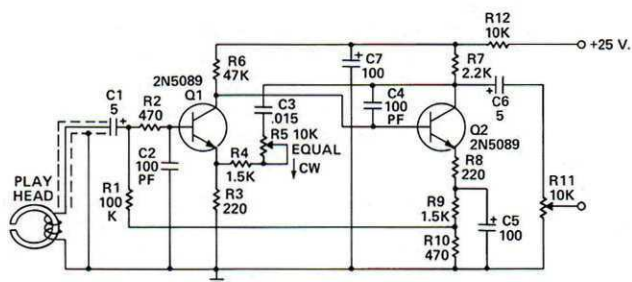 R12
10K
+25 V.
R6
47K
C7
100
R7
2.2K
2N5089
Q1
C1
5
R2
470
C3
.015
C4
100
PF
C6
5
Q2
2N5089
R5 10K
EQUAL
CW
R4
1.5K
C2
100
PF
R8
220
PLAY
HEAD
R1
100
K
R3
220
R9
1.5K
R11
10K
C5
100
R10
470
+
+
+
+